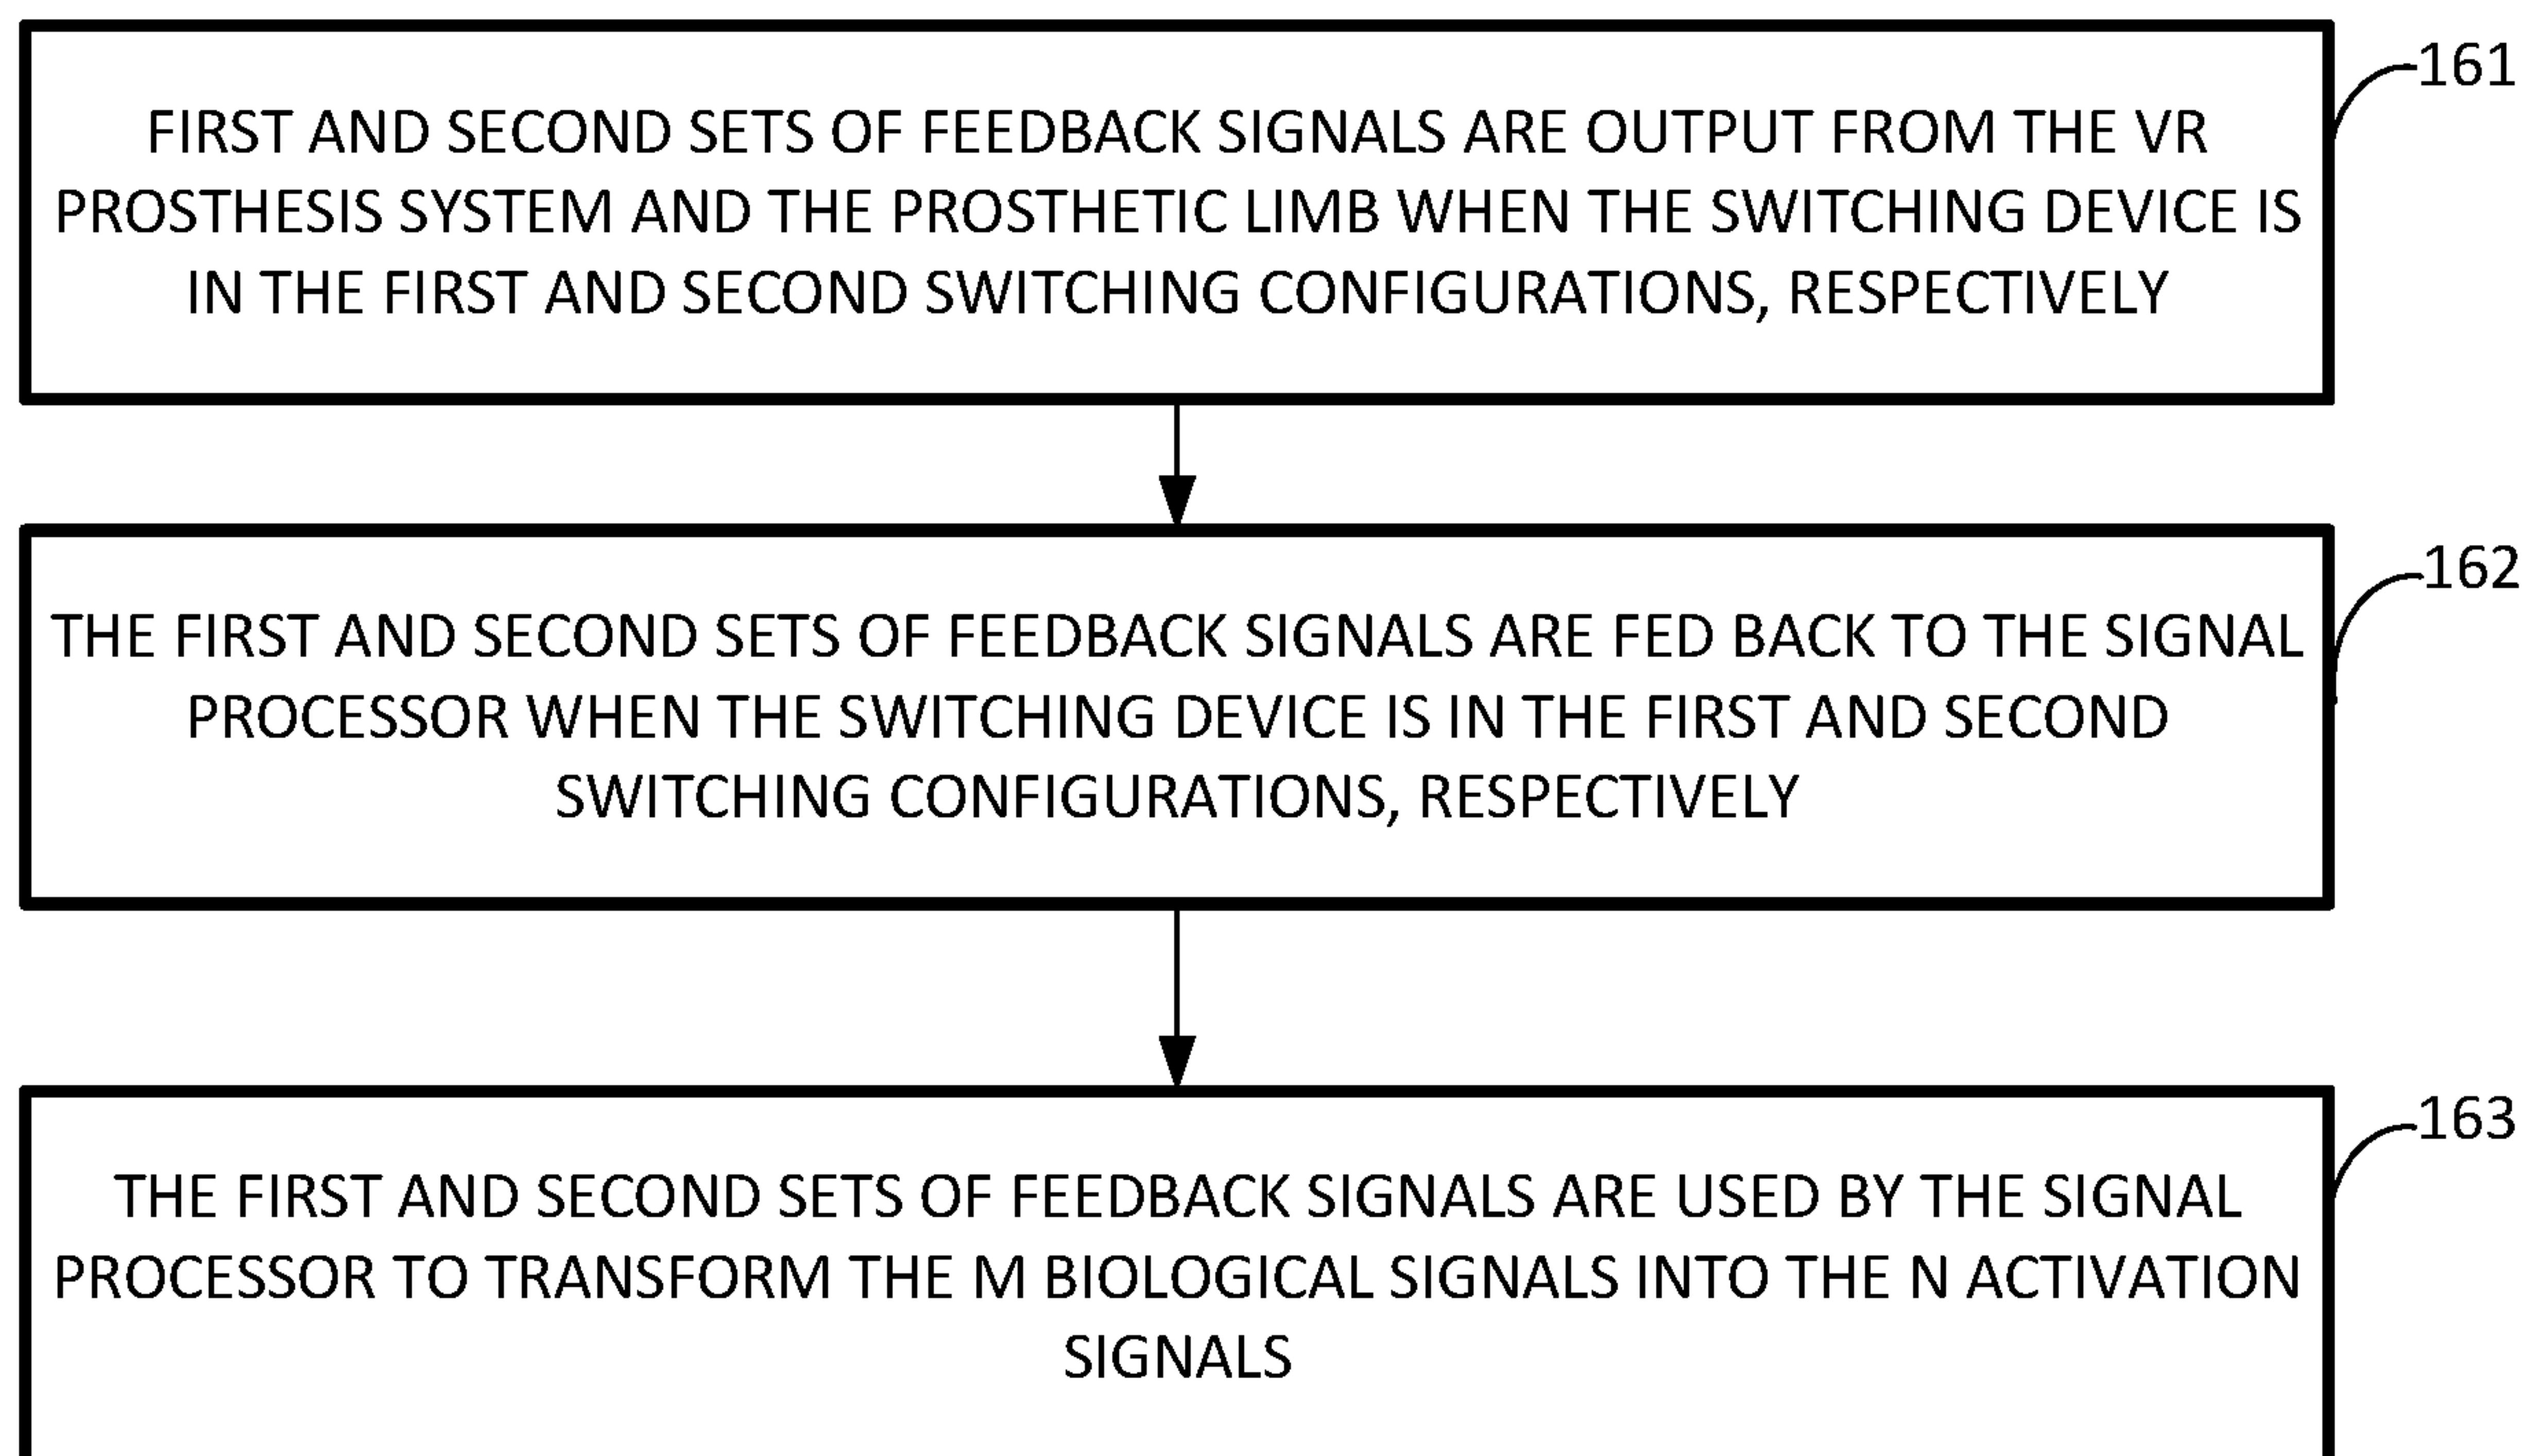 161
FIRST AND SECOND SETS OF FEEDBACK SIGNALS ARE OUTPUT FROM THE VR
PROSTHESIS SYSTEM AND THE PROSTHETIC LIMB WHEN THE SWITCHING DEVICE IS
IN THE FIRST AND SECOND SWITCHING CONFIGURATIONS, RESPECTIVELY
162
THE FIRST AND SECOND SETS OF FEEDBACK SIGNALS ARE FED BACK TO THE SIGNAL
PROCESSOR WHEN THE SWITCHING DEVICE IS IN THE FIRST AND SECOND
SWITCHING CONFIGURATIONS, RESPECTIVELY
163
THE FIRST AND SECOND SETS OF FEEDBACK SIGNALS ARE USED BY THE SIGNAL
PROCESSOR TO TRANSFORM THE M BIOLOGICAL SIGNALS INTO THE N ACTIVATION
SIGNALS